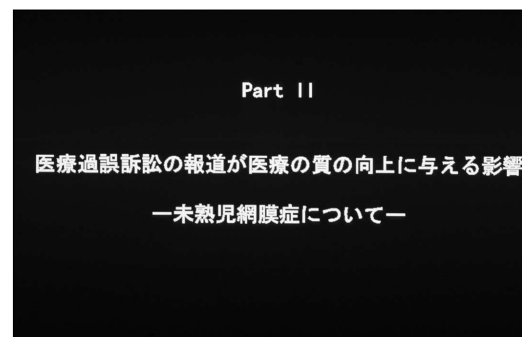 Part II
医療過誤訴訟の報道が医療の質の向上に与える影響
ー未熟児網膜症についてー